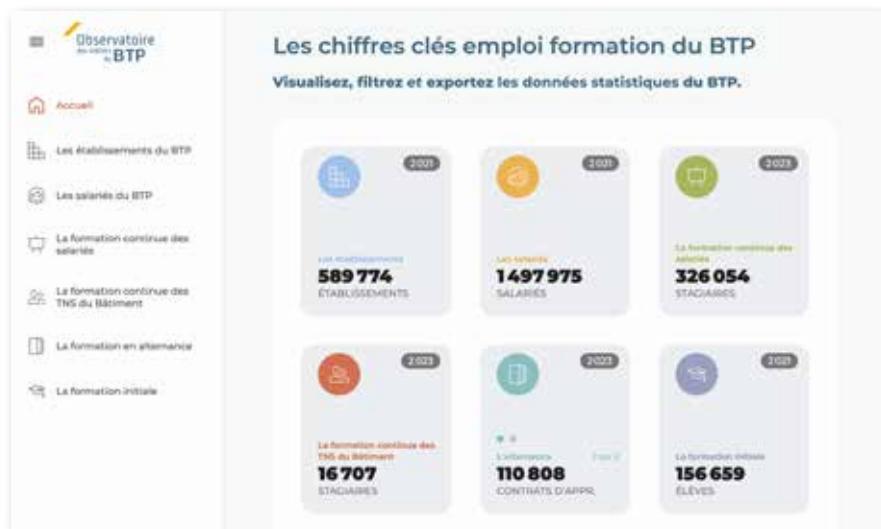 Observatoire
des métiers
du BTP
Accueil
Les établissements du BTP
Les salariés du BTP
La formation continue des
salariés
La formation continue des
TNS du Bâtiment
La formation en alternance
La formation initiale
Les chiffres clés emploi formation du BTP
Visualisez, filtrez et exportez les données statistiques du BTP.
2021
Les établissements
589 774
ÉTABLISSEMENTS
2021
Les salariés
1 497 975
SALARIÉS
2023
La formation continue des
salariés
326 054
STAGIAIRES
2023
La formation continue des
TNS du Bâtiment
16 707
STAGIAIRES
2023
L'alternance
110 808
CONTRATS D'APPR.
2021
La formation initiale
156 659
ÉLÈVES